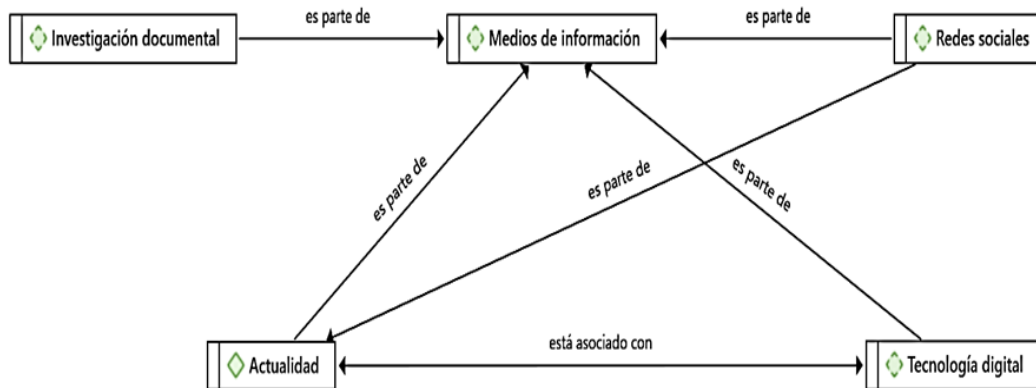 es parte de
es parte de
Investigación documental
Medios de información
Redes sociales
es parte de
es parte de
es parte de
está asociado con
Actualidad
Tecnología digital